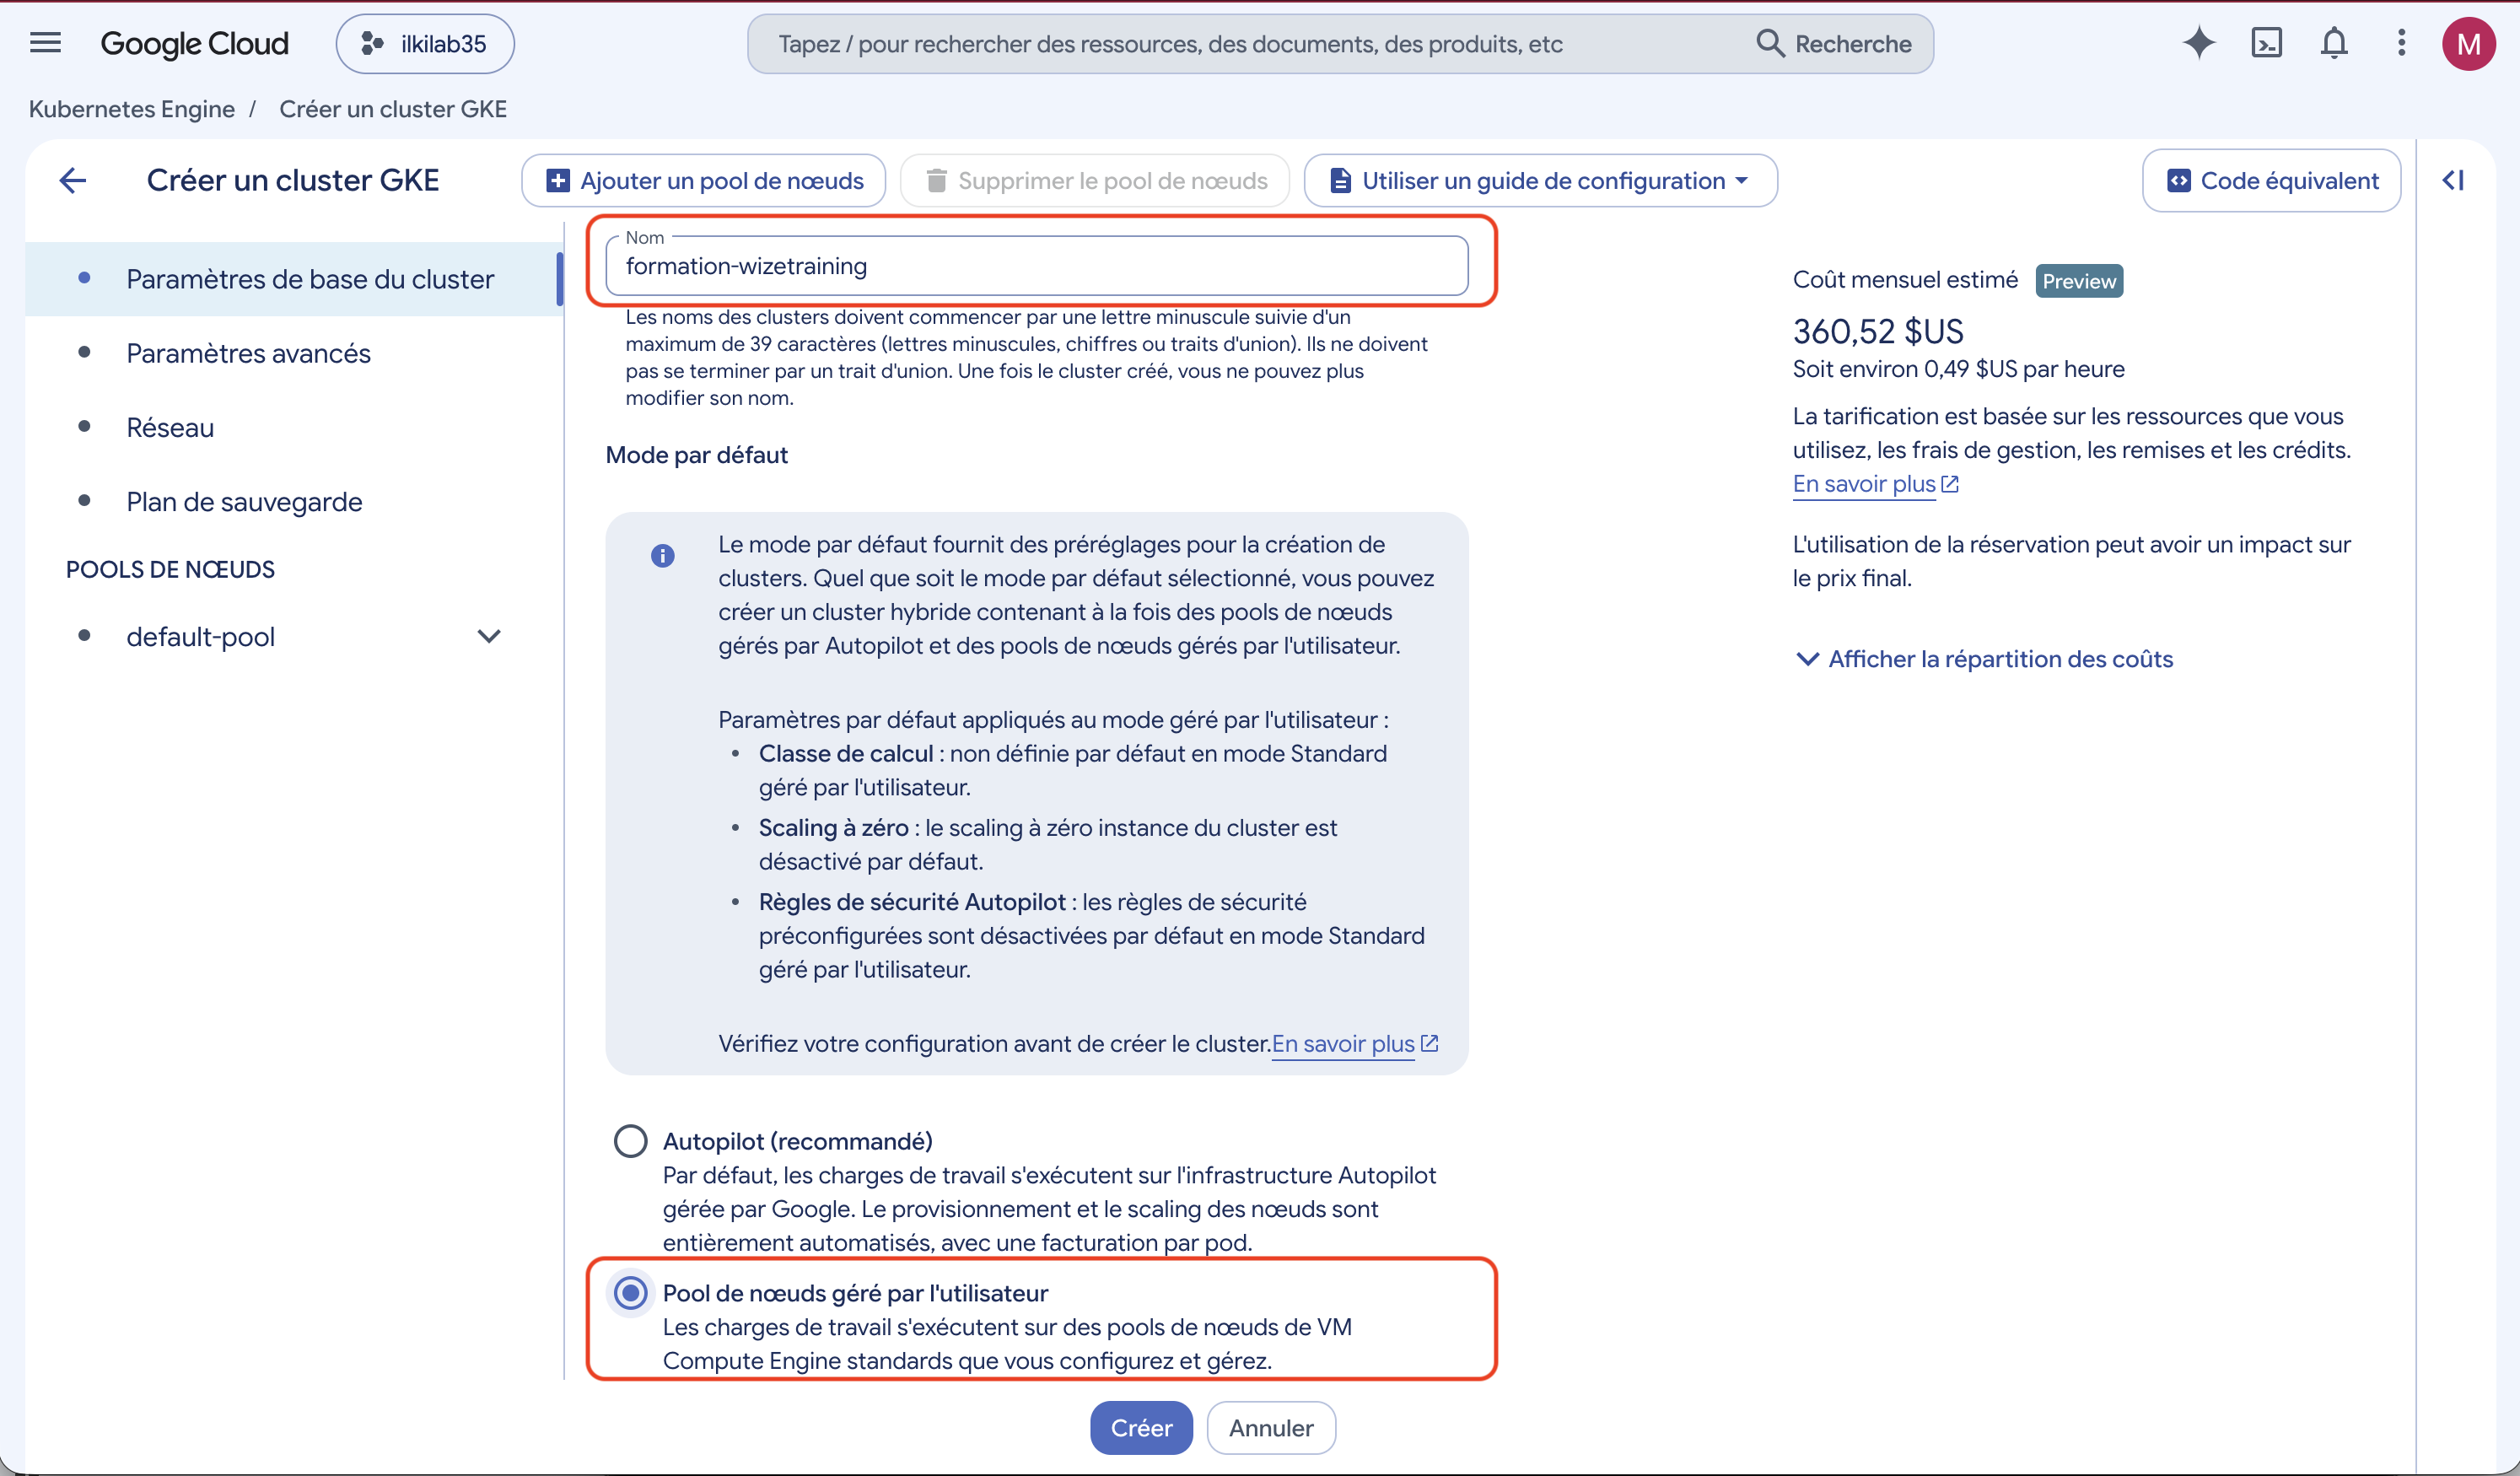 Google Cloud
ilkilab35
Tapez / pour rechercher des ressources, des documents, des produits, etc
Recherche
M
Kubernetes Engine / Créer un cluster GKE
Créer un cluster GKE
Ajouter un pool de nœuds
Supprimer le pool de nœuds
Utiliser un guide de configuration
Code équivalent
Paramètres de base du cluster
Paramètres avancés
Réseau
Plan de sauvegarde
POOLS DE NŒUDS
default-pool
Nom
formation-wizetraining
Les noms des clusters doivent commencer par une lettre minuscule suivie d'un
maximum de 39 caractères (lettres minuscules, chiffres ou traits d'union). Ils ne doivent
pas se terminer par un trait d'union. Une fois le cluster créé, vous ne pouvez plus
modifier son nom.
Mode par défaut
Le mode par défaut fournit des préréglages pour la création de
clusters. Quel que soit le mode par défaut sélectionné, vous pouvez
créer un cluster hybride contenant à la fois des pools de nœuds
gérés par Autopilot et des pools de nœuds gérés par l'utilisateur.
Paramètres par défaut appliqués au mode géré par l'utilisateur :
• Classe de calcul : non définie par défaut en mode Standard
géré par l'utilisateur.
• Scaling à zéro : le scaling à zéro instance du cluster est
désactivé par défaut.
• Règles de sécurité Autopilot : les règles de sécurité
préconfigurées sont désactivées par défaut en mode Standard
géré par l'utilisateur.
Vérifiez votre configuration avant de créer le cluster.En savoir plus
Autopilot (recommandé)
Par défaut, les charges de travail s'exécutent sur l'infrastructure Autopilot
gérée par Google. Le provisionnement et le scaling des nœuds sont
entièrement automatisés, avec une facturation par pod.
Pool de nœuds géré par l'utilisateur
Les charges de travail s'exécutent sur des pools de nœuds de VM
Compute Engine standards que vous configurez et gérez.
Créer
Annuler
Coût mensuel estimé Preview
360,52 $US
Soit environ 0,49 $US par heure
La tarification est basée sur les ressources que vous
utilisez, les frais de gestion, les remises et les crédits.
En savoir plus
L'utilisation de la réservation peut avoir un impact sur
le prix final.
Afficher la répartition des coûts